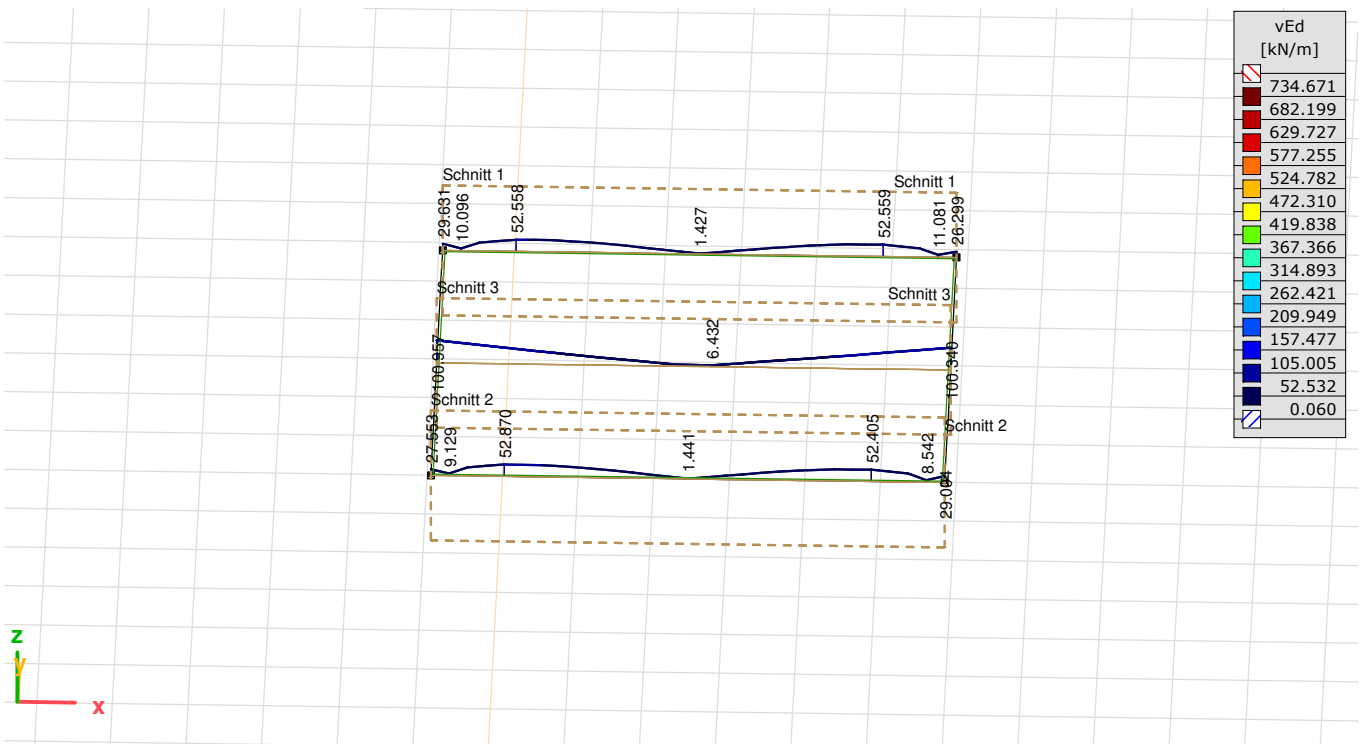 vEd
[kN/m]
734.671
682.199
629.727
577.255
524.782
472.310
419.838
367.366
314.893
262.421
209.949
157.477
105.005
52.532
0.060
Schnitt 1
Schnitt 1
29.631
10.096
52.558
1.427
52.559
11.081
26.299
Schnitt 3
Schnitt 3
100.957
6.432
100.340
Schnitt 2
Schnitt 2
27.553
9.129
52.870
1.441
52.405
8.542
29.004
z
y
x